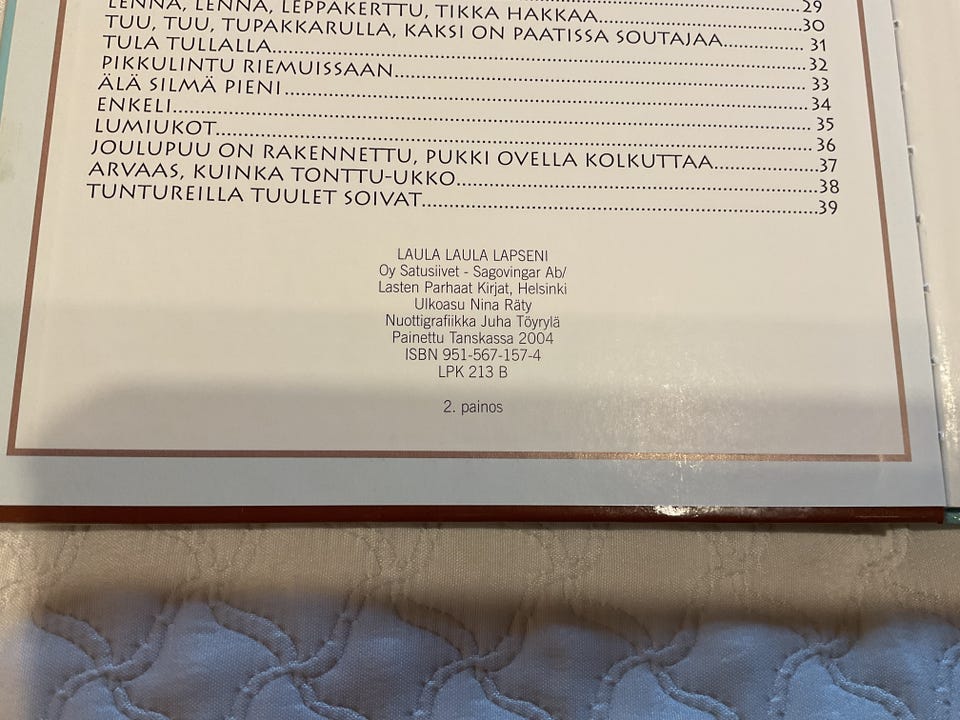 29
LENNÄ, LENNÄ, LEPPÄKERTTU, TIKKA HAKKAA............30
TUU, TUU, TUPAKKARULLA, KAKSI ON PAATISSA SOUTAJAA............31
TULA TULLALLA............32
PIKKULINTU RIEMUISSAAN............33
ÄLÄ SILMÄ PIENI............34
ENKELI............35
LUMIUKOT............36
JOULUPUU ON RAKENNETTU, PUKKI OVELLA KOLKUTTAA............37
ARVAAS, KUINKA TONTTU-UKKO............38
TUNTUREILLA TUULET SOIVAT............39
LAULA LAULA LAPSENI
Oy Satusiivet - Sagovingar Ab/
Lasten Parhaat Kirjat, Helsinki
Ulkoasu Nina Räty
Nuottigrafiikka Juha Töyrylä
Painettu Tanskassa 2004
ISBN 951-567-157-4
LPK 213 B
2. painos